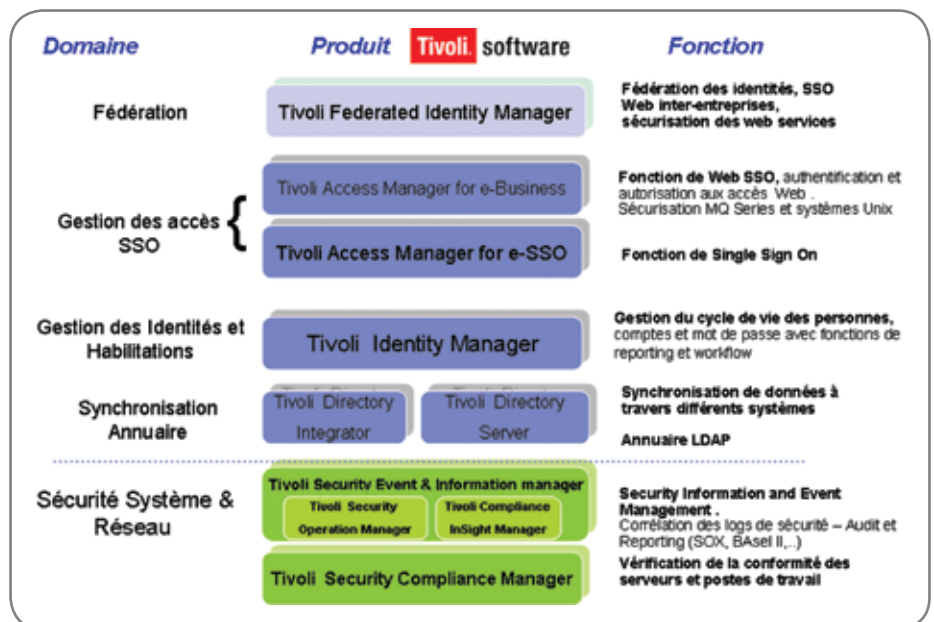 Domaine
Produit Tivoli. software
Fonction
Fédération
Tivoli Federated Identity Manager
Fédération des identités, SSO
Web inter-entreprises,
sécurisation des web services
Gestion des accès
SSO
{
Tivoli Access Manager for e-Business
Fonction de Web SSO, authentification et
autorisation aux accès Web .
Sécurisation MQ Series et systèmes Unix
Tivoli Access Manager for e-SSO
Fonction de Single Sign On
Gestion des Identités et
Habilitations
Tivoli Identity Manager
Gestion du cycle de vie des personnes,
comptes et mot de passe avec fonctions de
reporting et workflow
Synchronisation
Annuaire
Tivoli Directory
Integrator
Tivoli Directory
Server
Synchronisation de données à
travers différents systèmes
Annuaire LDAP
Sécurité Système &
Réseau
Tivoli Security Event & Information manager
Tivoli Security
Operation Manager
Tivoli Compliance
InSight Manager
Security Information and Event
Management .
Corrélation des logs de sécurité – Audit et
Reporting (SOX, BAsel II,..)
Tivoli Security Compliance Manager
Vérification de la conformité des
serveurs et postes de travail